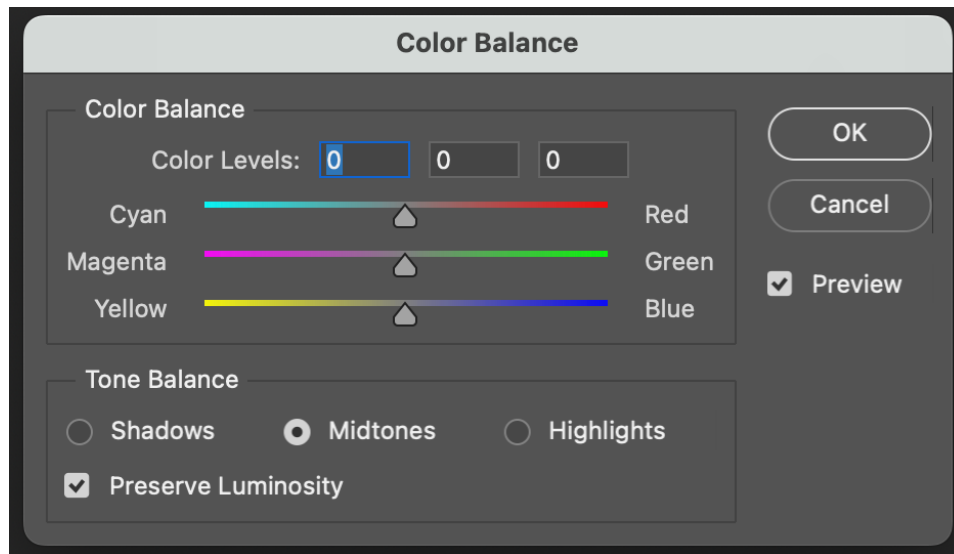 Color Balance
Color Balance
Color Levels: 0 0 0
Cyan Red
Magenta Green
Yellow Blue
Tone Balance
Shadows Midtones Highlights
Preserve Luminosity
OK
Cancel
Preview